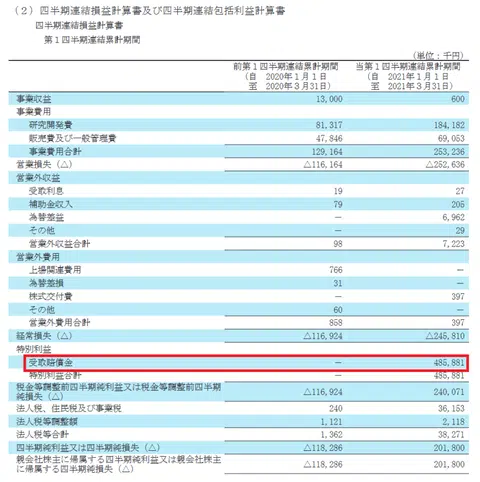 （２）四半期連結損益計算書及び四半期連結包括利益計算書
四半期連結損益計算書
第１四半期連結累計期間
（単位：千円）
前第１四半期連結累計期間 当第１四半期連結累計期間
（自 2020年１月１日 （自 2021年１月１日
至 2020年３月31日） 至 2021年３月31日）
事業収益 13,000 600
事業費用
研究開発費 81,317 184,182
販売費及び一般管理費 47,846 69,053
事業費用合計 129,164 253,236
営業損失（△） △116,164 △252,636
営業外収益
受取利息 19 27
補助金収入 79 205
為替差益 － 6,962
その他 － 29
営業外収益合計 98 7,223
営業外費用
上場関連費用 766 －
為替差損 31 －
株式交付費 － 397
その他 60 －
営業外費用合計 858 397
経常損失（△） △116,924 △245,810
特別利益
受取賠償金 － 485,881
特別利益合計 － 485,881
税金等調整前四半期純利益又は税金等調整前四半期
純損失（△） △116,924 240,071
法人税、住民税及び事業税 240 36,153
法人税等調整額 1,121 2,118
法人税等合計 1,362 38,271
四半期純利益又は四半期純損失（△） △118,286 201,800
親会社株主に帰属する四半期純利益又は親会社株主
に帰属する四半期純損失（△） △118,286 201,800